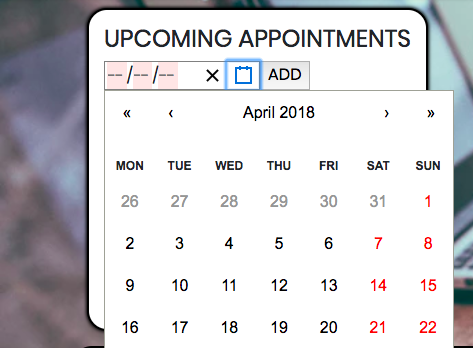 UPCOMING APPOINTMENTS
-- /-- /-- × ADD
« ‹ April 2018 › »
MON TUE WED THU FRI SAT SUN
26 27 28 29 30 31 1
2 3 4 5 6 7 8
9 10 11 12 13 14 15
16 17 18 19 20 21 22